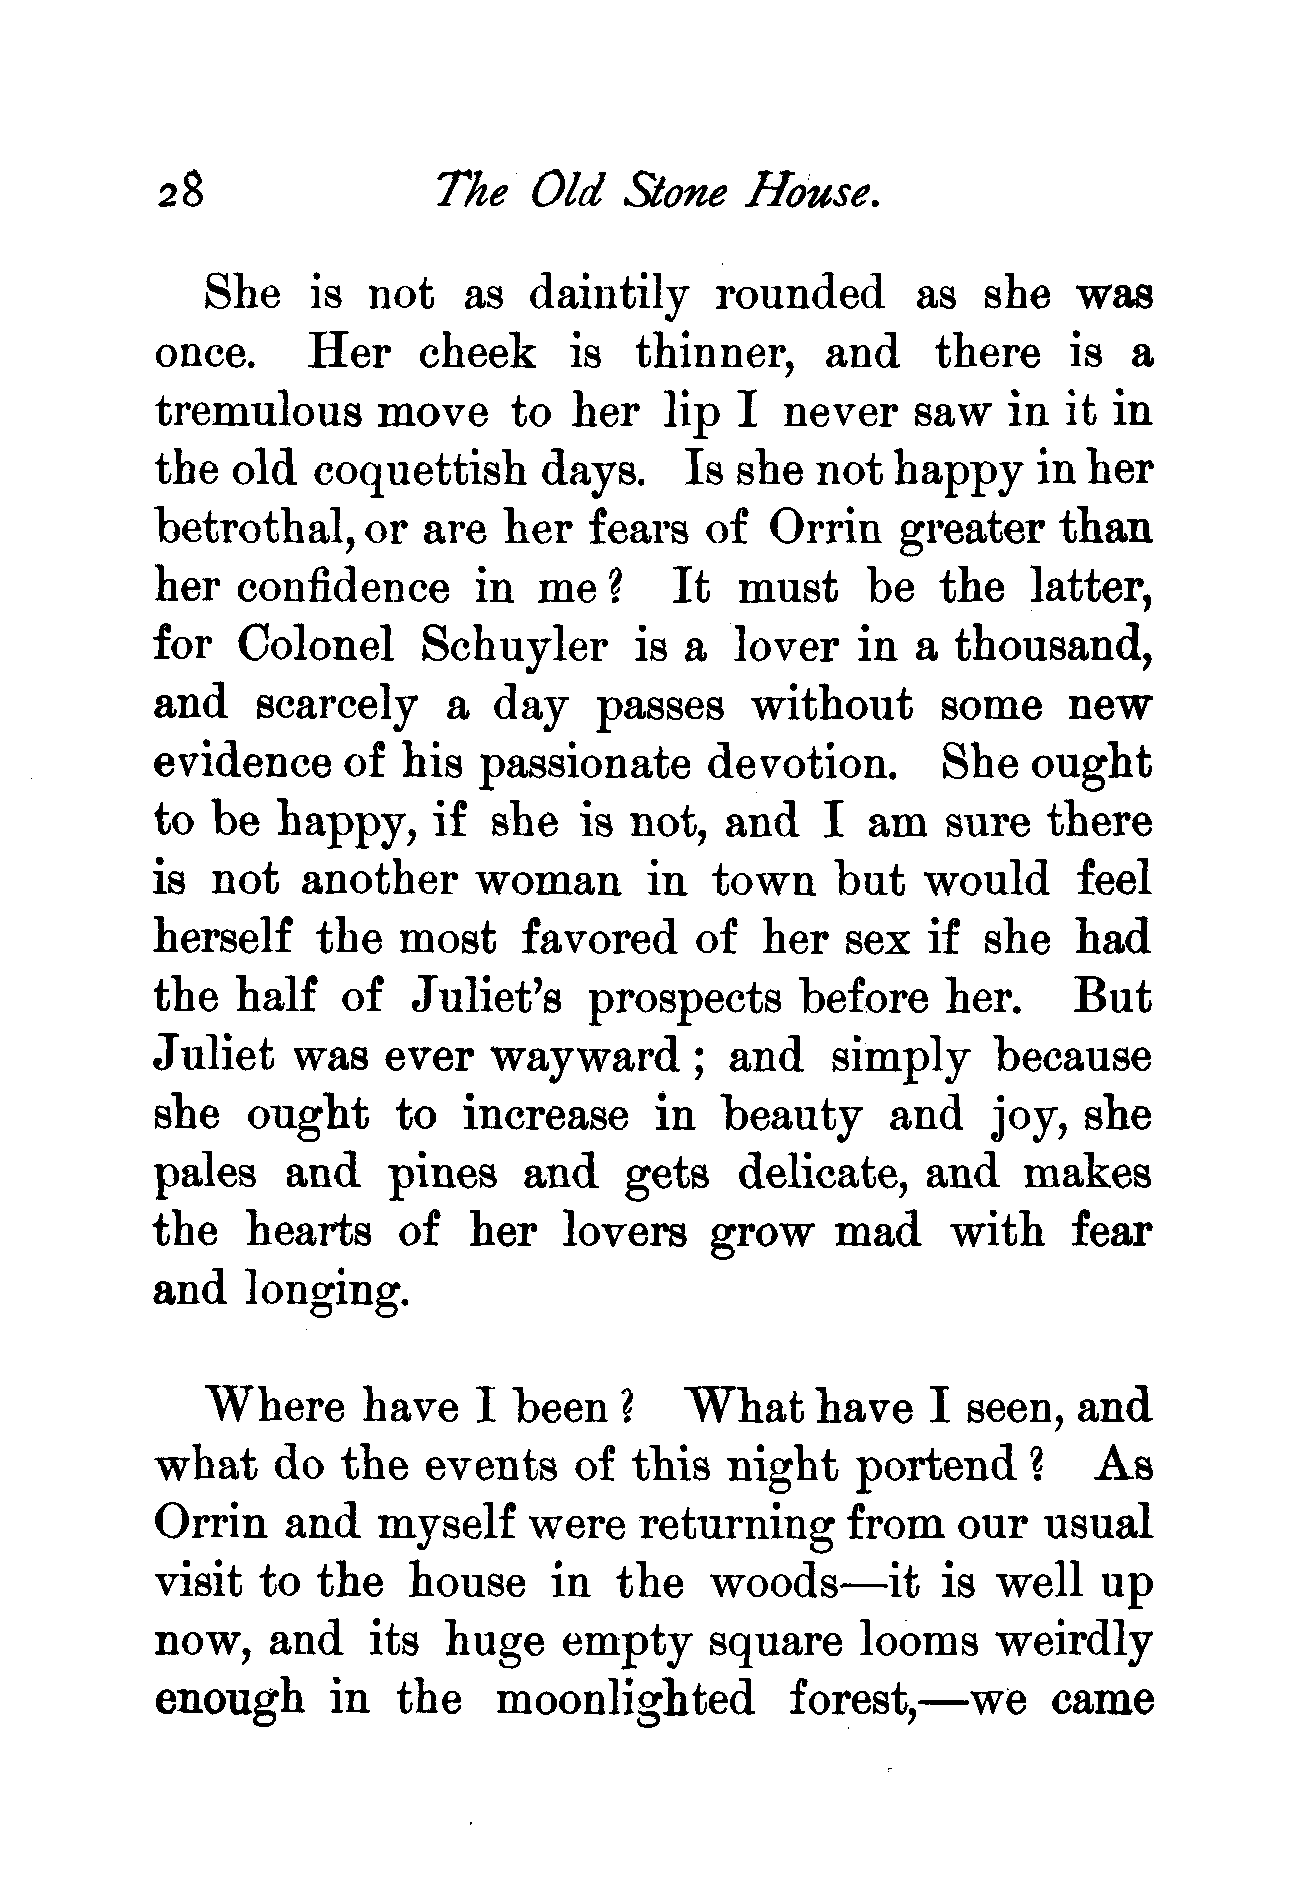 28 The Old Stone House.
She is not as daintily rounded as she was
once. Her cheek is thinner, and there is a
tremulous move to her lip I never saw in it in
the old coquettish days. Is she not happy in her
betrothal, or are her fears of Orrin greater than
her confidence in me? It must be the latter,
for Colonel Schuyler is a lover in a thousand,
and scarcely a day passes without some new
evidence of his passionate devotion. She ought
to be happy, if she is not, and I am sure there
is not another woman in town but would feel
herself the most favored of her sex if she had
the half of Juliet's prospects before her. But
Juliet was ever wayward; and simply because
she ought to increase in beauty and joy, she
pales and pines and gets delicate, and makes
the hearts of her lovers grow mad with fear
and longing.
Where have I been? What have I seen, and
what do the events of this night portend? As
Orrin and myself were returning from our usual
visit to the house in the woods—it is well up
now, and its huge empty square looms weirdly
enough in the moonlighted forest,—we came